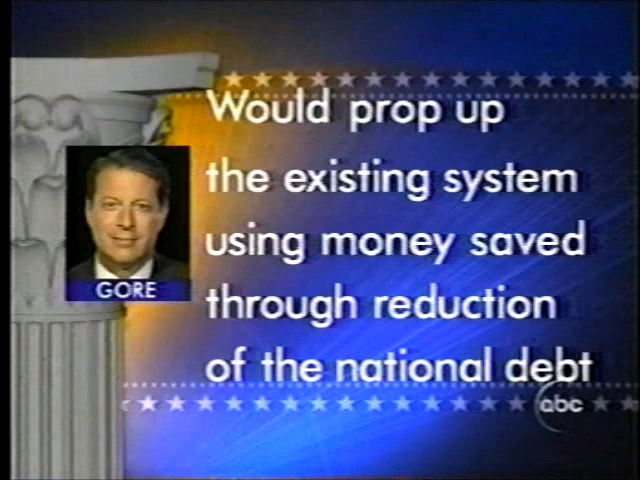 Would prop up
the existing system
using money saved
through reduction
of the national debt
GORE
abc